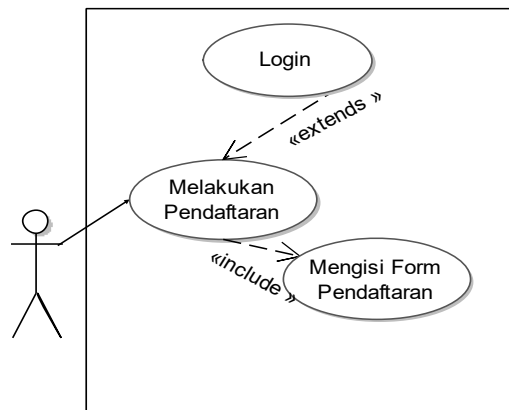 Login
«extends »
Melakukan
Pendaftaran
«include »
Mengisi Form
Pendaftaran